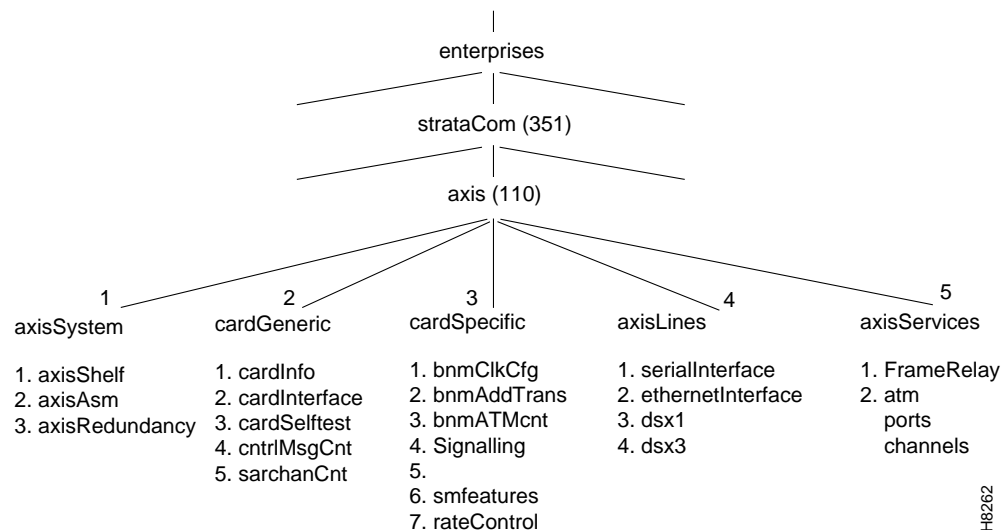 enterprises
strataCom (351)
axis (110)
1
axisSystem
1. axisShelf
2. axisAsm
3. axisRedundancy
2
cardGeneric
1. cardInfo
2. cardInterface
3. cardSelftest
4. cntrlMsgCnt
5. sarchanCnt
3
cardSpecific
1. bnmClkCfg
2. bnmAddTrans
3. bnmATMcnt
4. Signalling
5.
6. smfeatures
7. rateControl
4
axisLines
1. serialInterface
2. ethernetInterface
3. dsx1
4. dsx3
5
axisServices
1. FrameRelay
2. atm
ports
channels
H8262